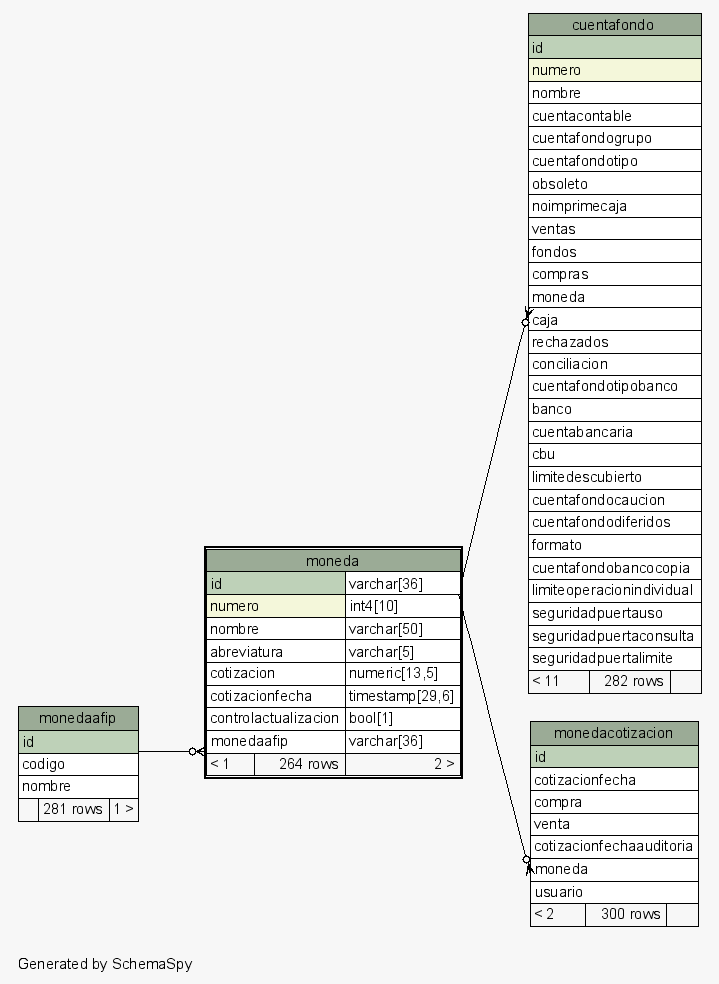 cuentafondo
id
numero
nombre
cuentacontable
cuentafondogrupo
cuentafondotipo
obsoleto
noimprimecaja
ventas
fondos
compras
moneda
caja
rechazados
conciliacion
cuentafondotipobanco
banco
cuentabancaria
cbu
limitedescubierto
cuentafondocaucion
cuentafondodiferidos
formato
cuentafondobancocopia
limiteoperacionindividual
seguridadpuertauso
seguridadpuertaconsulta
seguridadpuertalimite
< 11 282 rows
moneda
id varchar[36]
numero int4[10]
nombre varchar[50]
abreviatura varchar[5]
cotizacion numeric[13,5]
cotizacionfecha timestamp[29,6]
controlactualizacion bool[1]
monedaafip varchar[36]
< 1 264 rows 2 >
monedaafip
id
codigo
nombre
281 rows 1 >
monedacotizacion
id
cotizacionfecha
compra
venta
cotizacionfechaauditoria
moneda
usuario
< 2 300 rows
Generated by SchemaSpy